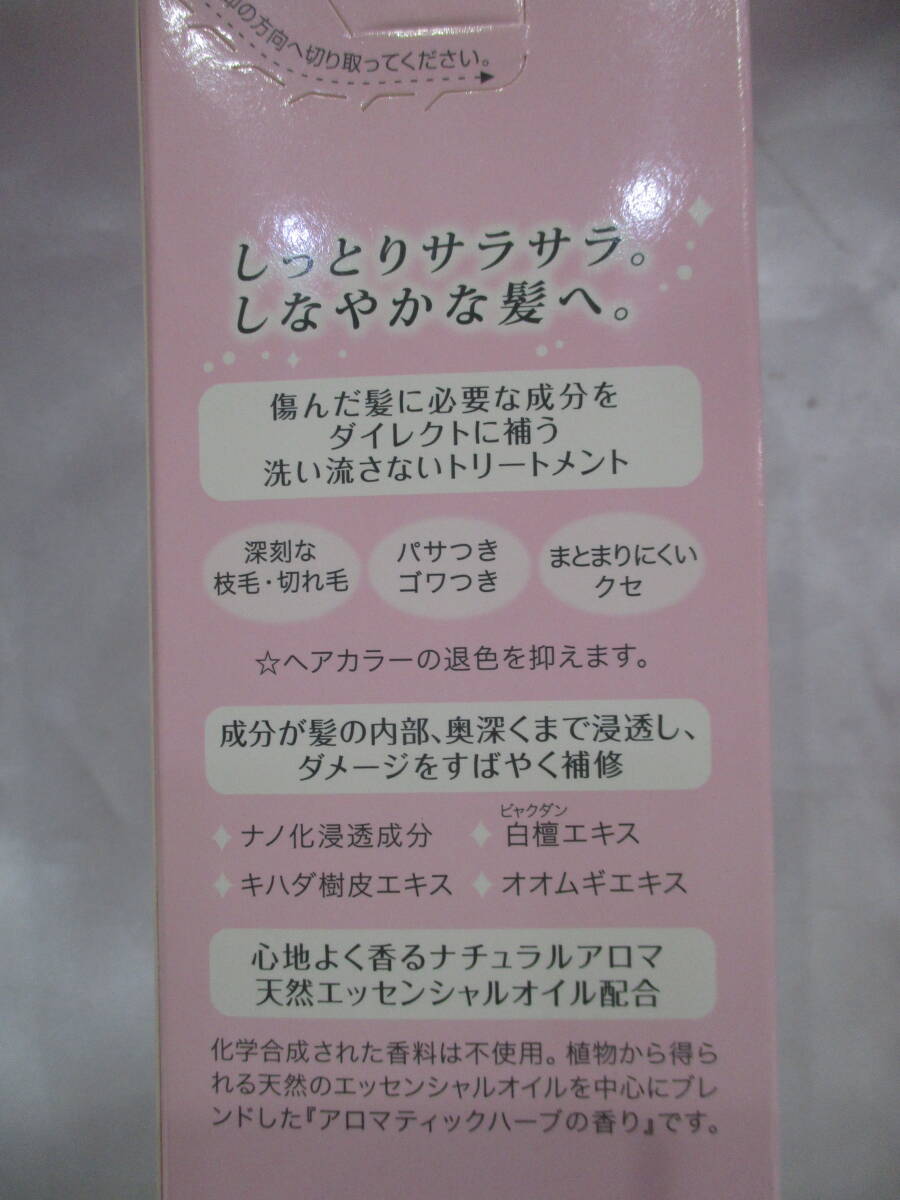 の方向へ切り取ってください。
しっとりサラサラ。
しなやかな髪へ。
傷んだ髪に必要な成分を
ダイレクトに補う
洗い流さないトリートメント
深刻な
枝毛・切れ毛
パサつき
ゴワつき
まとまりにくい
クセ
☆ヘアカラーの退色を抑えます。
成分が髪の内部、奥深くまで浸透し、
ダメージをすばやく補修
ナノ化浸透成分
ビャクダン
白檀エキス
キハダ樹皮エキス
オオムギエキス
心地よく香るナチュラルアロマ
天然エッセンシャルオイル配合
化学合成された香料は不使用。植物から得ら
れる天然のエッセンシャルオイルを中心にブレ
ンドした『アロマティックハーブの香り』です。